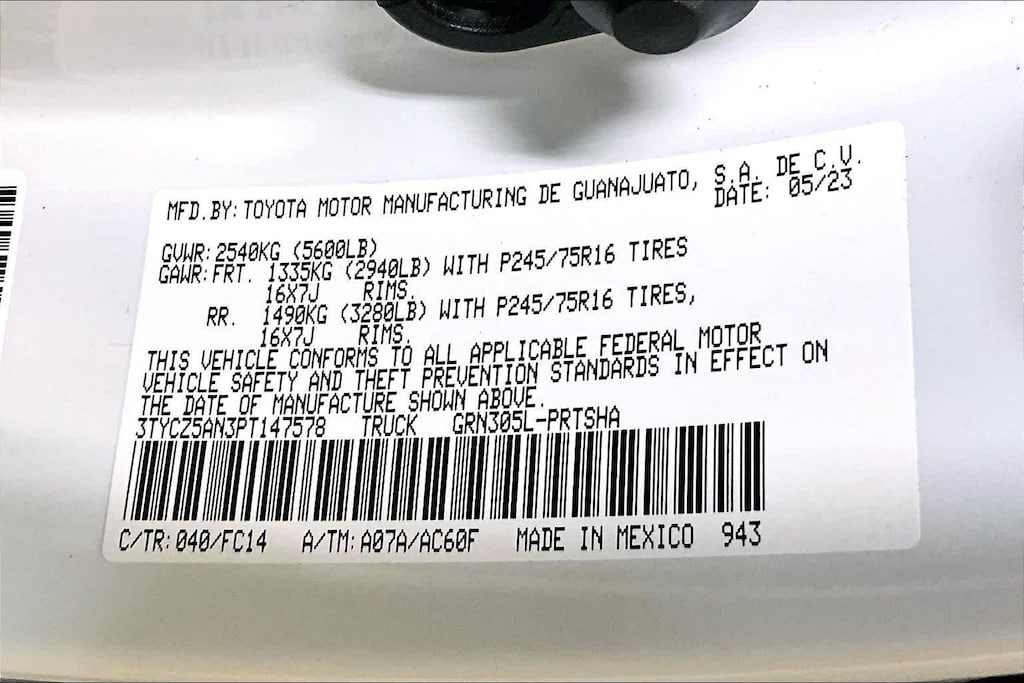 MFD.BY: TOYOTA MOTOR MANUFACTURING DE GUANAJUATO, S.A. DE C.V.
DATE: 05/23
GVWR: 2540KG (5600LB)
GAWR: FRT. 1335KG (2940LB) WITH P245/75R16 TIRES
16X7J RIMS,
RR. 1490KG (3280LB) WITH P245/75R16 TIRES,
16X7J RIMS.
THIS VEHICLE CONFORMS TO ALL APPLICABLE FEDERAL MOTOR
VEHICLE SAFETY AND THEFT PREVENTION STANDARDS IN EFFECT ON
THE DATE OF MANUFACTURE SHOWN ABOVE.
3TYCZ5AN3PT147578 TRUCK GRN305L-PRTSHA
C/TR: 040/FC14 A/TM: A07A/AC60F MADE IN MEXICO 943